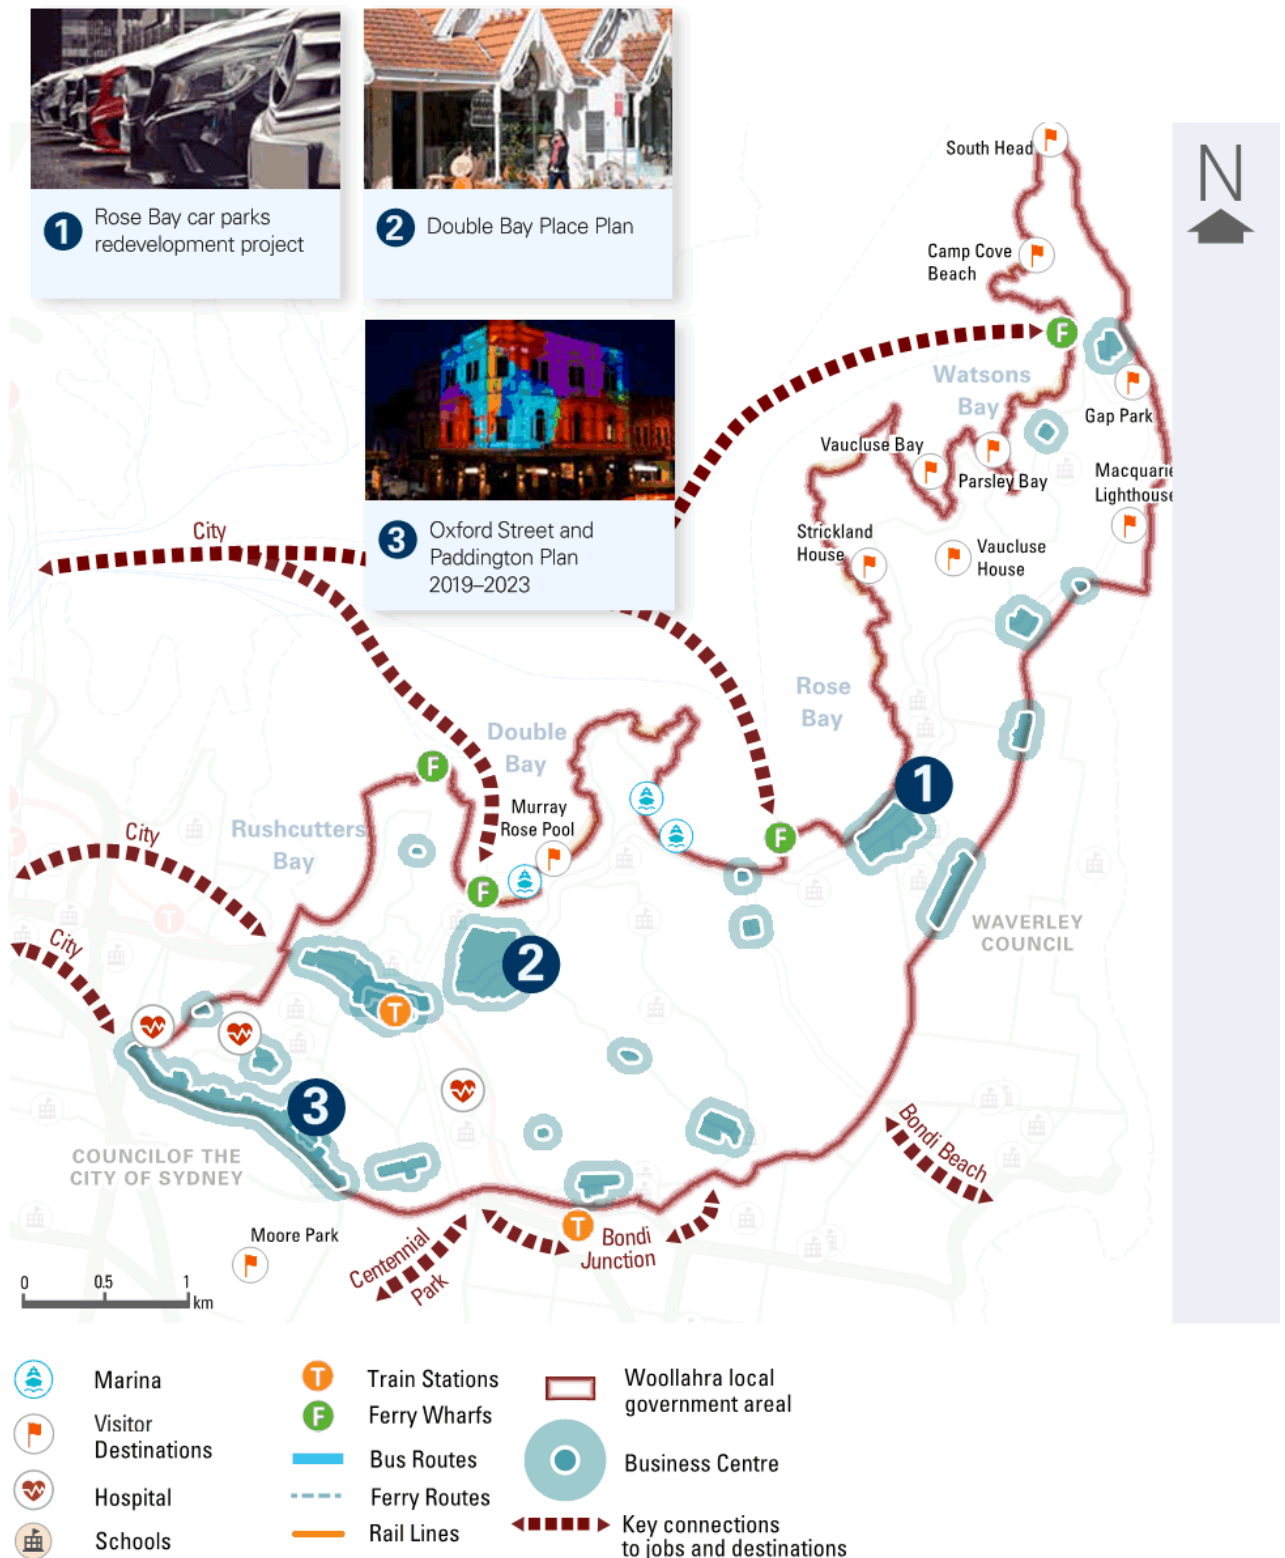 1
Rose Bay car parks
redevelopment project
2
Double Bay Place Plan
3
Oxford Street and
Paddington Plan
2019–2023
N
South Head
Camp Cove
Beach
F
Watsons
Bay
Gap Park
Vaucluse Bay
Parsley Bay
Macquarie
Lighthouse
Strickland
House
Vaucluse
House
City
Rose
Bay
Double
Bay
F
Murray
Rose Pool
1
Rushcutters
Bay
City
F
F
T
WAVERLEY
COUNCIL
City
2
T
3
Bondi Beach
COUNCILOF THE
CITY OF SYDNEY
Moore Park
Centennial
Park
T
Bondi
Junction
0 0.5 1
km
Marina
Visitor
Destinations
Hospital
Schools
T Train Stations
F Ferry Wharfs
Bus Routes
Ferry Routes
Rail Lines
Woollahra local
government areal
Business Centre
Key connections
to jobs and destinations